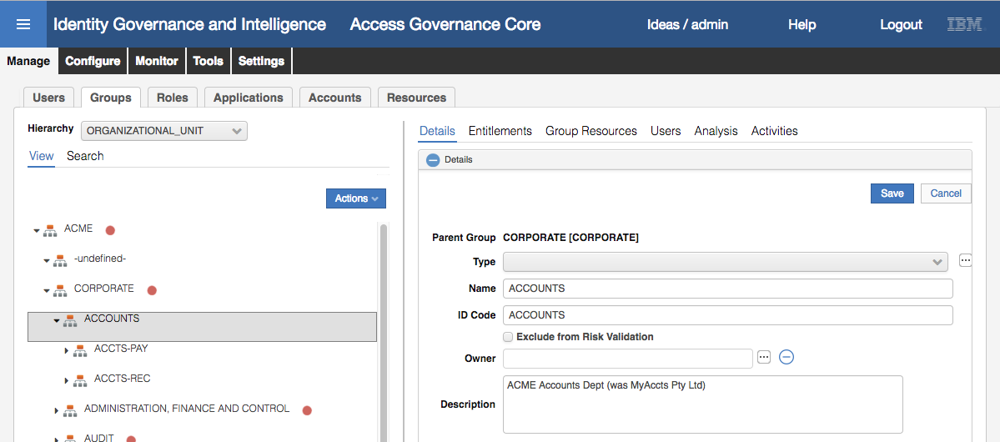 Identity Governance and Intelligence Access Governance Core Ideas / admin Help Logout IBM
Manage Configure Monitor Tools Settings
Users Groups Roles Applications Accounts Resources
Hierarchy ORGANIZATIONAL_UNIT
View Search
Actions
ACME
-undefined-
CORPORATE
ACCOUNTS
ACCTS-PAY
ACCTS-REC
ADMINISTRATION, FINANCE AND CONTROL
AUDIT
Details Entitlements Group Resources Users Analysis Activities
Details
Save Cancel
Parent Group CORPORATE [CORPORATE]
Type
Name ACCOUNTS
ID Code ACCOUNTS
Exclude from Risk Validation
Owner
Description ACME Accounts Dept (was MyAccts Pty Ltd)